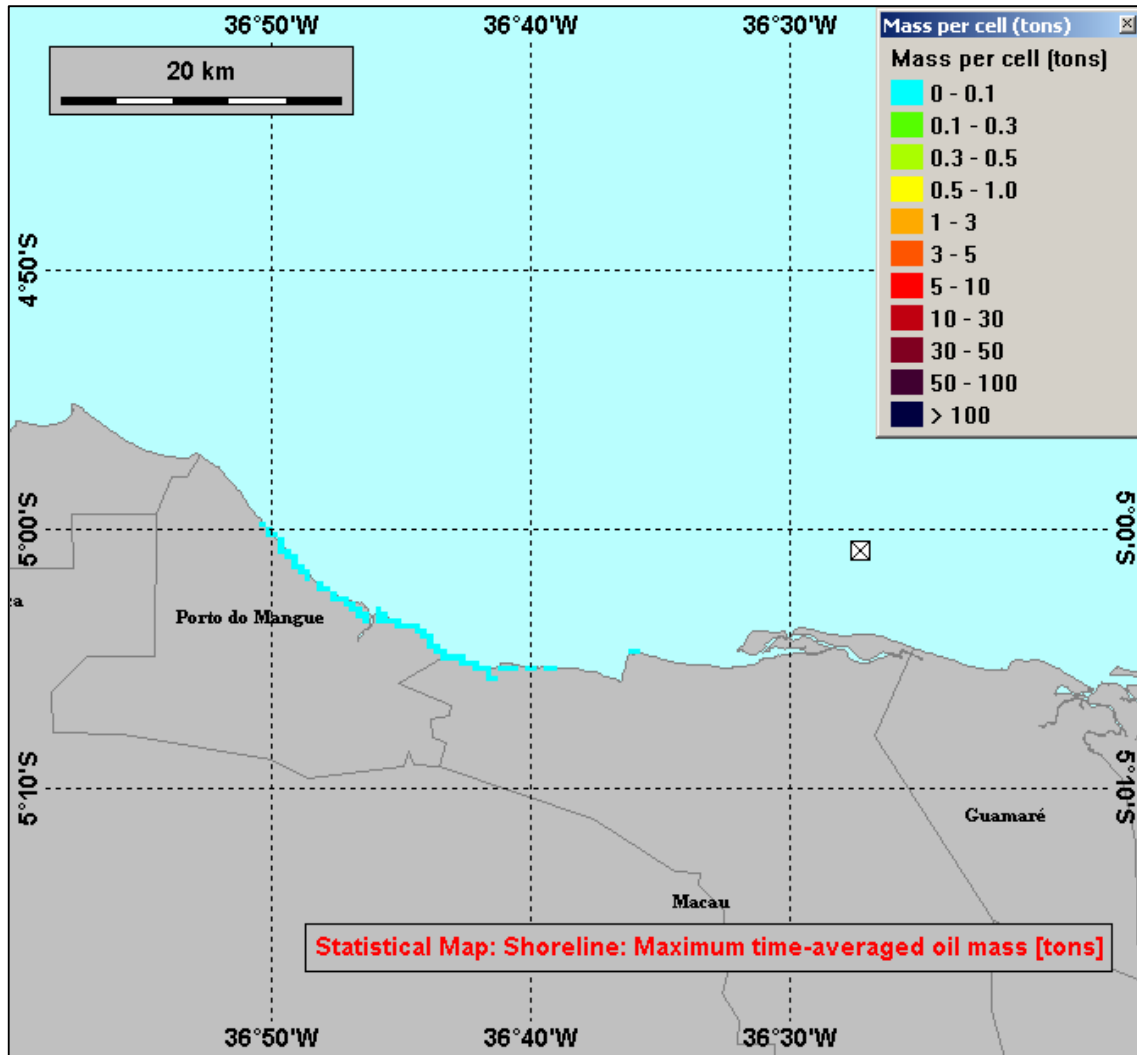 36°50'W 36°40'W 36°30'W
20 km
Mass per cell (tons)
Mass per cell (tons)
0 - 0.1
0.1 - 0.3
0.3 - 0.5
0.5 - 1.0
1 - 3
3 - 5
5 - 10
10 - 30
30 - 50
50 - 100
> 100
4°50'S
5°00'S
5°00'S
Porto do Mangue
5°10'S
5°10'S
Guamaré
Macau
Statistical Map: Shoreline: Maximum time-averaged oil mass [tons]
36°50'W 36°40'W 36°30'W